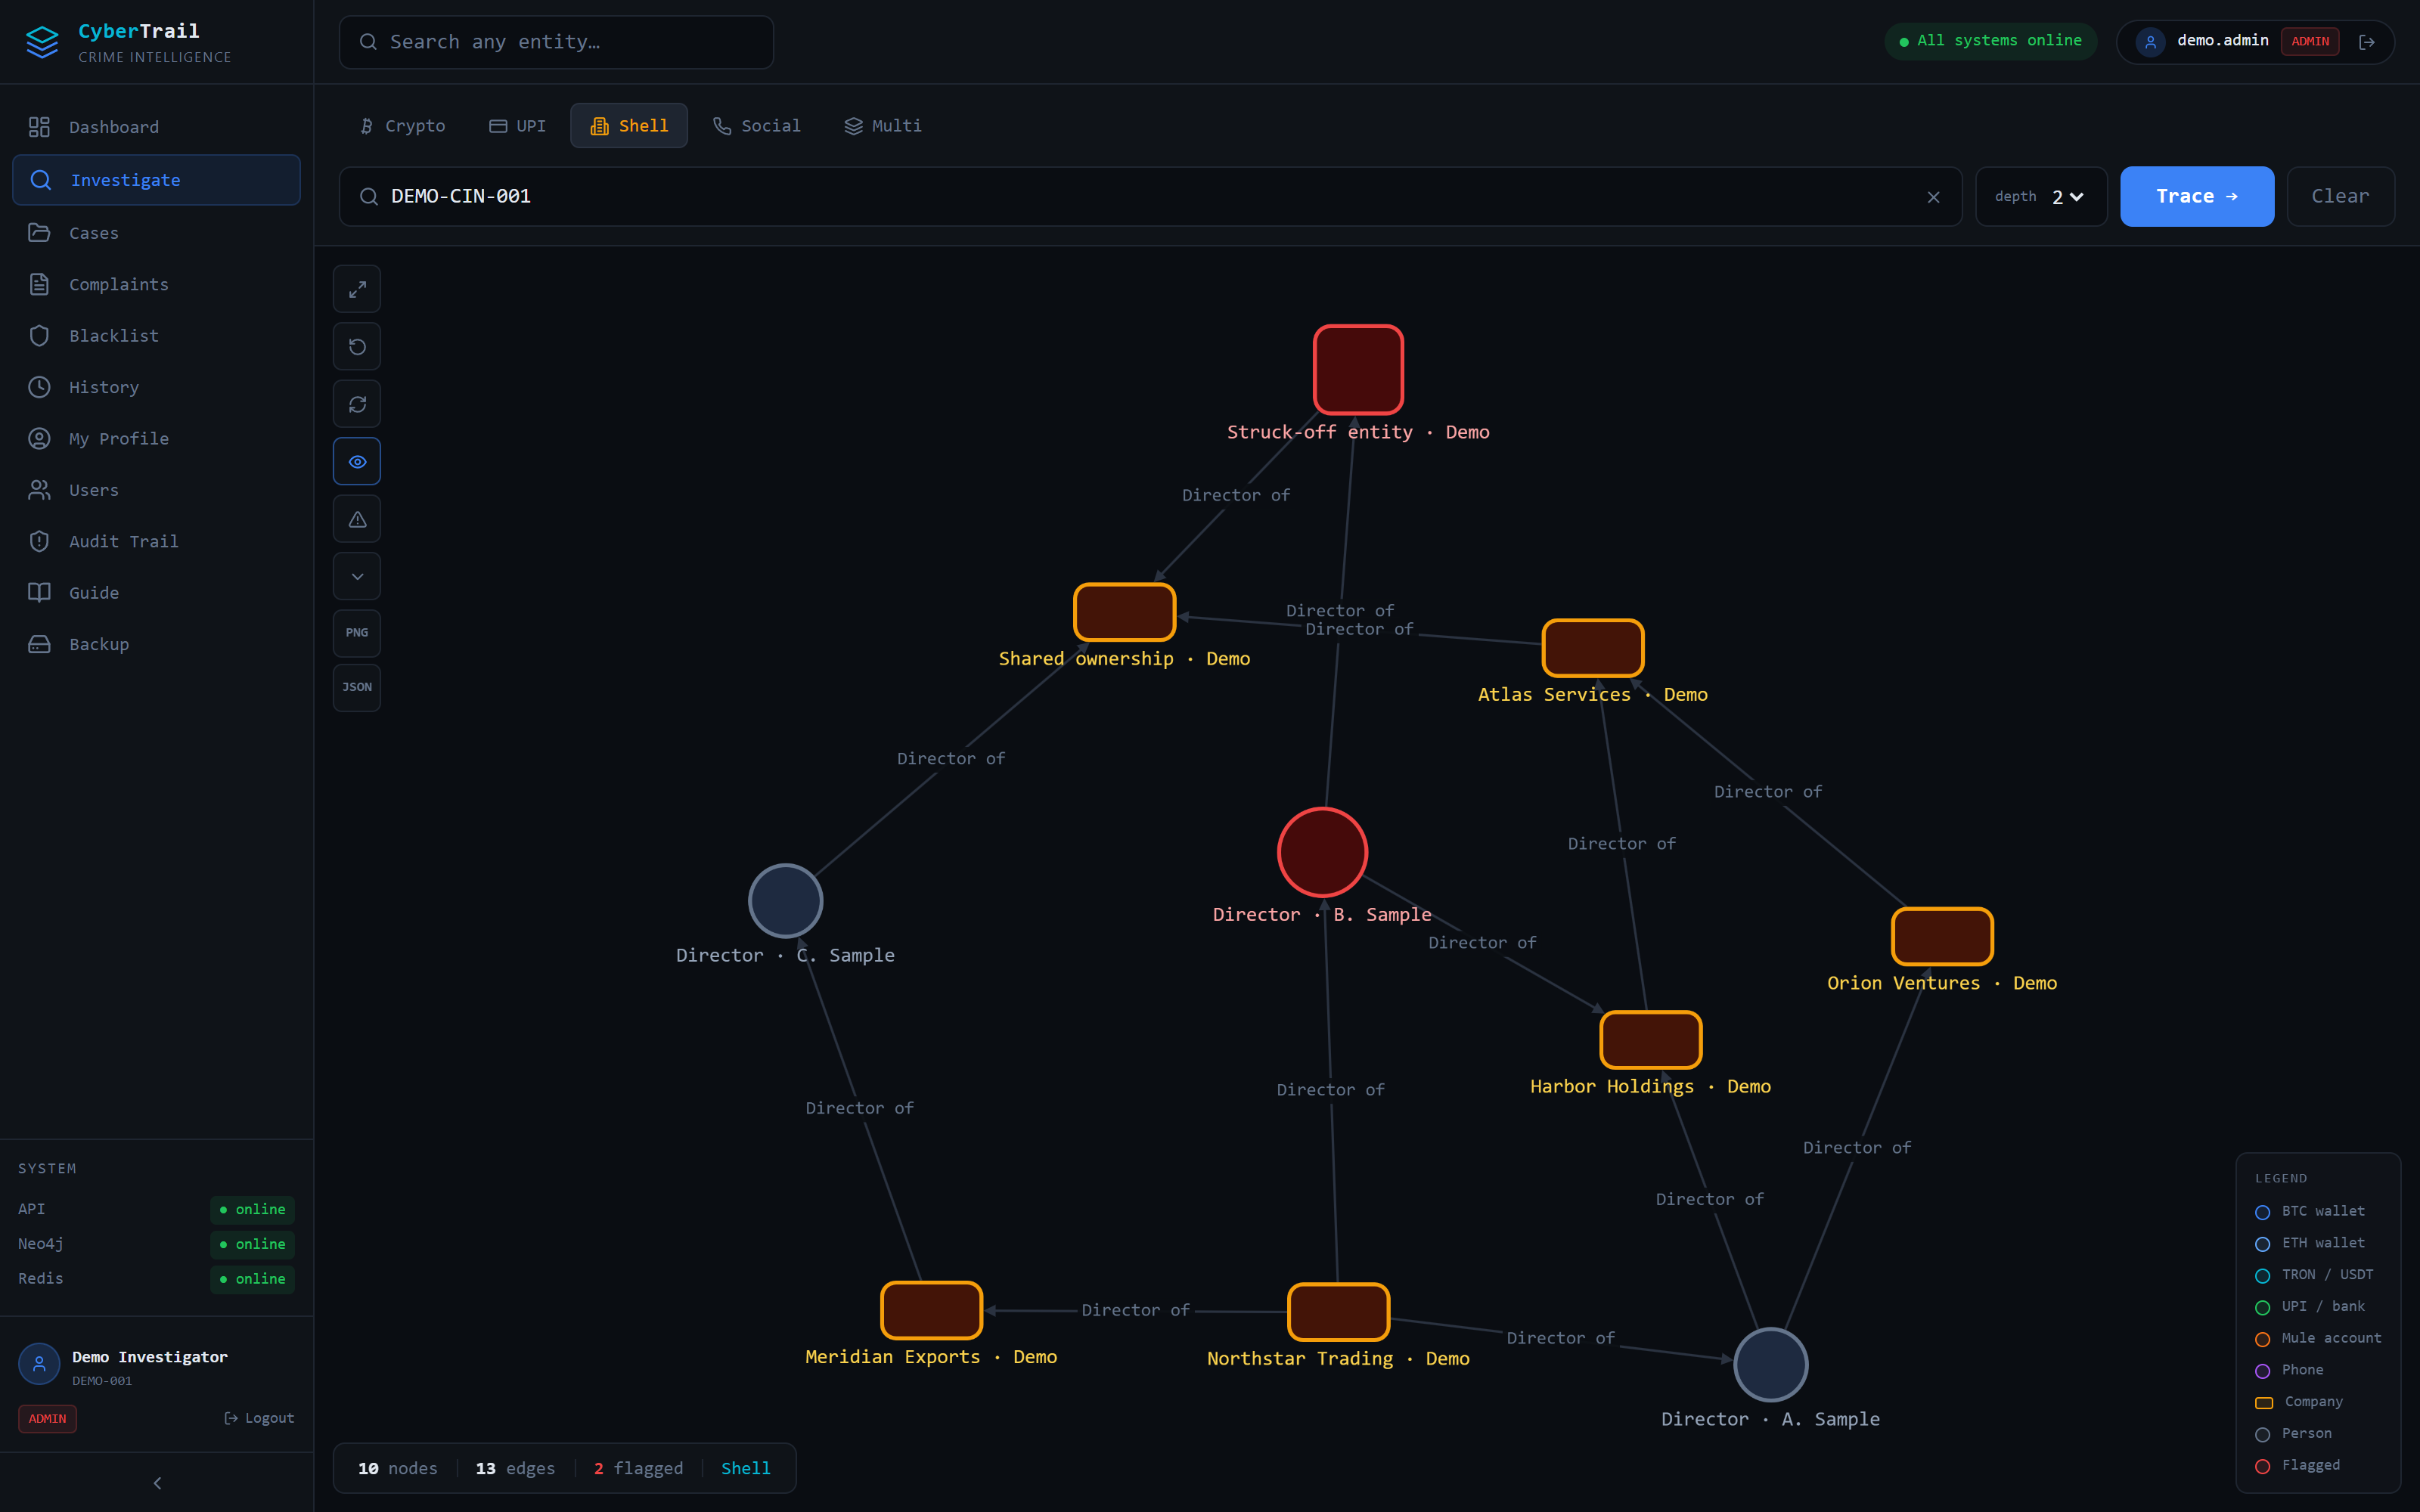 CyberTrail
CRIME INTELLIGENCE
Search any entity…
All systems online
demo.admin
ADMIN
Dashboard
Investigate
Cases
Complaints
Blacklist
History
My Profile
Users
Audit Trail
Guide
Backup
SYSTEM
API
online
Neo4j
online
Redis
online
Demo Investigator
DEMO-001
ADMIN
Logout
Crypto
UPI
Shell
Social
Multi
DEMO-CIN-001
depth 2
Trace →
Clear
PNG
JSON
Struck-off entity · Demo
Director of
Director of
Director of
Shared ownership · Demo
Atlas Services · Demo
Director of
Director of
Director of
Director · B. Sample
Director of
Director · C. Sample
Orion Ventures · Demo
Harbor Holdings · Demo
Director of
Director of
Director of
Director of
Director of
Director of
Meridian Exports · Demo
Northstar Trading · Demo
Director · A. Sample
10 nodes
13 edges
2 flagged
Shell
LEGEND
BTC wallet
ETH wallet
TRON / USDT
UPI / bank
Mule account
Phone
Company
Person
Flagged